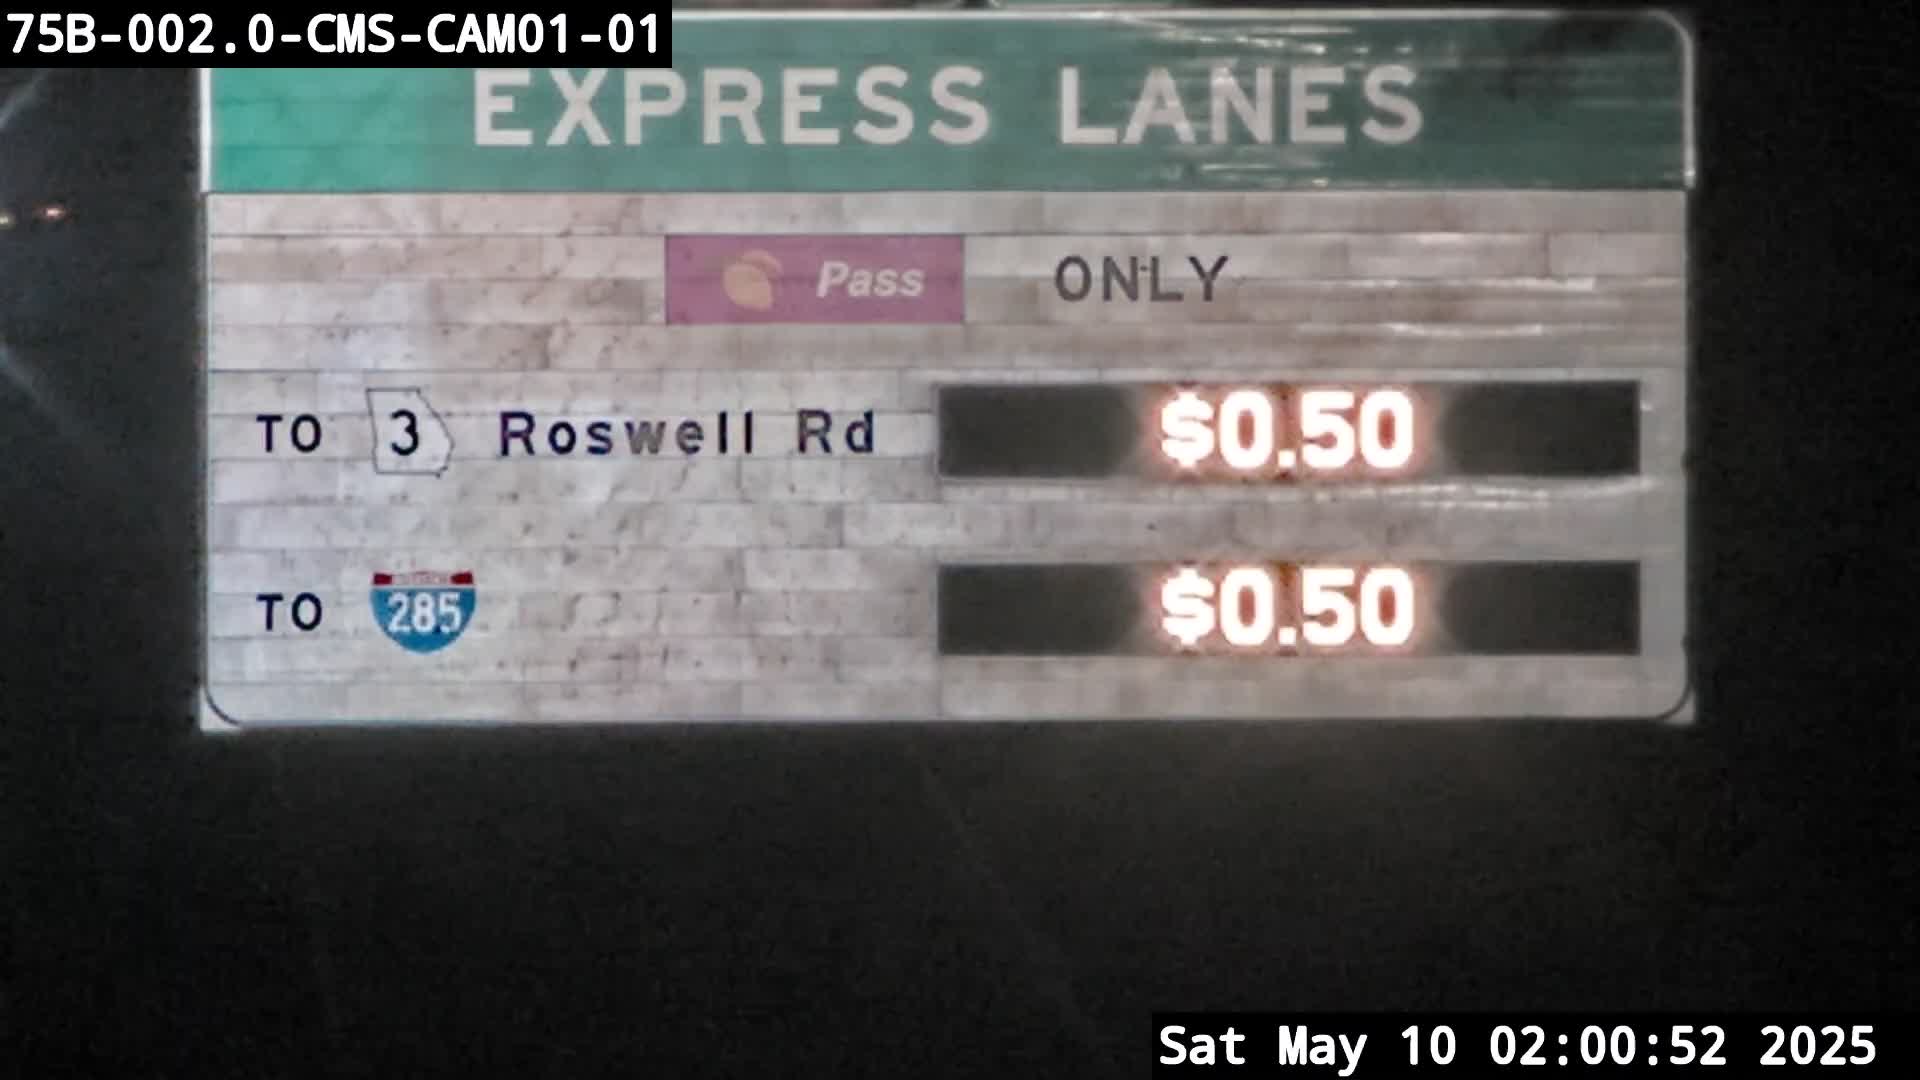 75B-002.0-CMS-CAM01-01
EXPRESS LANES
Pass ONLY
TO 3 Roswell Rd $0.50
TO 285 $0.50
Sat May 10 02:00:52 2025